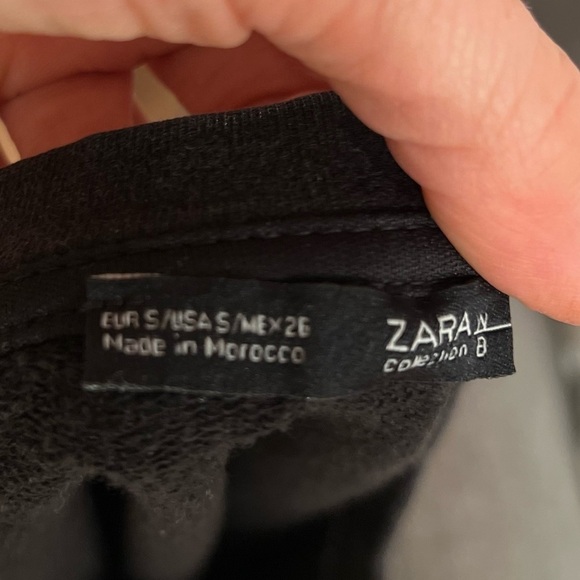 EUR S/USA S/MEX 26
Made in Morocco
ZARA
Collection B